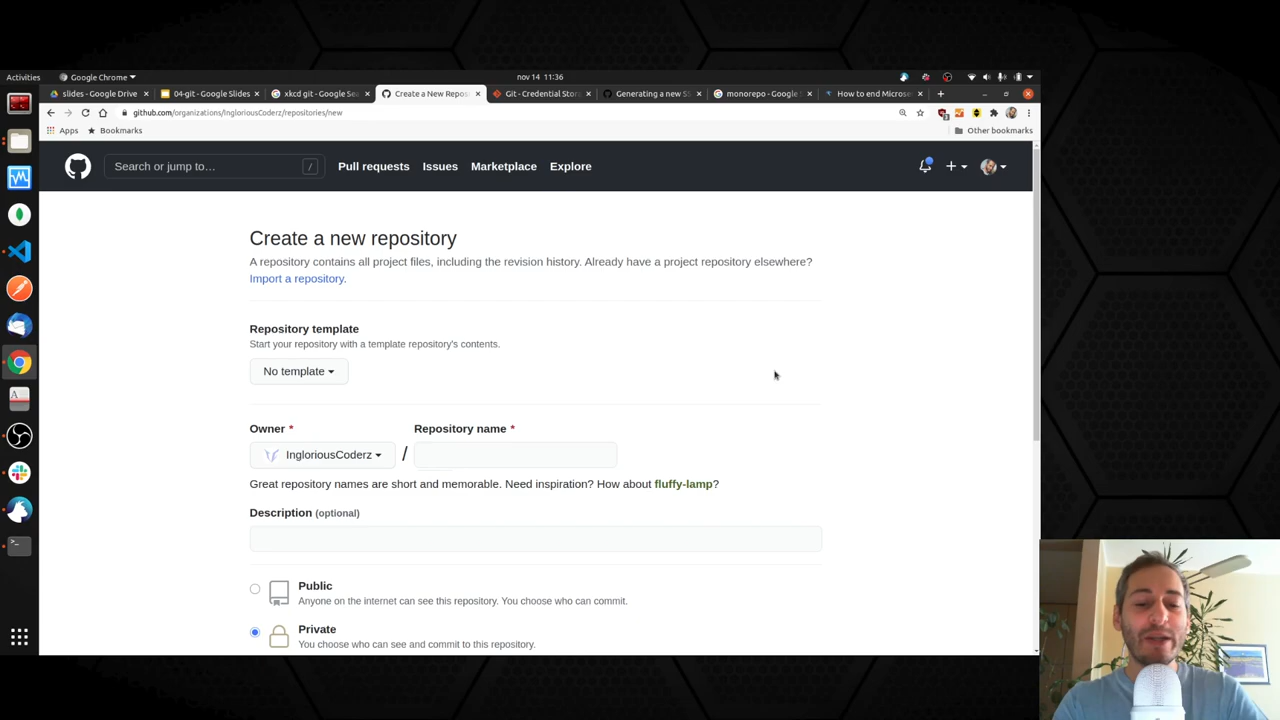 Activities
Google Chrome
nov 14 11:36
slides - Google Drive
04-git - Google Slides
xkcd git - Google Sea
Create a New Repos
Git - Credential Stora
Generating a new SS
monorepo - Google S
How to end Microse
github.com/organizations/IngloriousCoderz/repositories/new
Apps
Bookmarks
Other bookmarks
Search or jump to…
/
Pull requests
Issues
Marketplace
Explore
Create a new repository
A repository contains all project files, including the revision history. Already have a project repository elsewhere?
Import a repository.
Repository template
Start your repository with a template repository's contents.
No template
Owner *
Repository name *
IngloriousCoderz
/
Great repository names are short and memorable. Need inspiration? How about fluffy-lamp?
Description (optional)
Public
Anyone on the internet can see this repository. You choose who can commit.
Private
You choose who can see and commit to this repository.